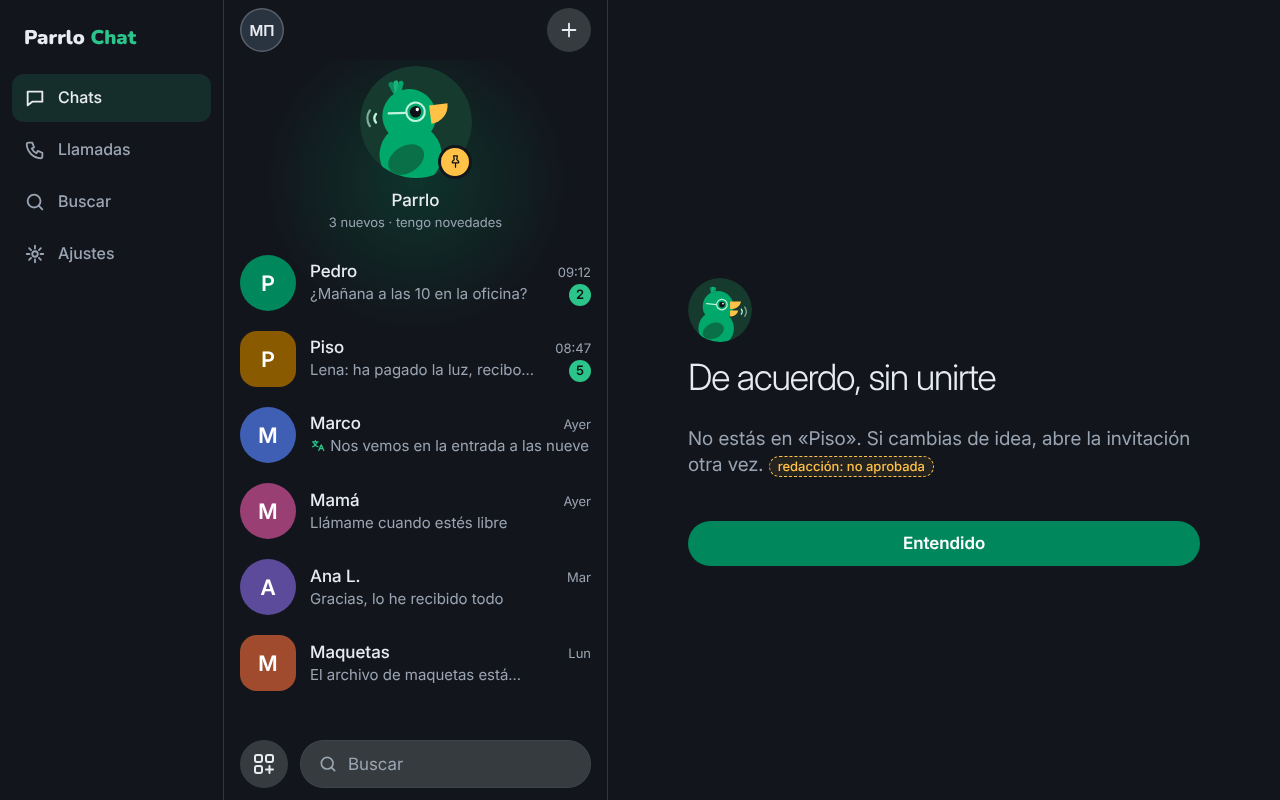 Parrlo Chat
Chats
Llamadas
Buscar
Ajustes
МП
Parrlo
3 nuevos · tengo novedades
P
Pedro
09:12
¿Mañana a las 10 en la oficina?
2
P
Piso
08:47
Lena: ha pagado la luz, recibo...
5
M
Marco
Ayer
Nos vemos en la entrada a las nueve
M
Mamá
Ayer
Llámame cuando estés libre
A
Ana L.
Mar
Gracias, lo he recibido todo
M
Maquetas
Lun
El archivo de maquetas está...
Buscar
De acuerdo, sin unirte
No estás en «Piso». Si cambias de idea, abre la invitación
otra vez. redacción: no aprobada
Entendido